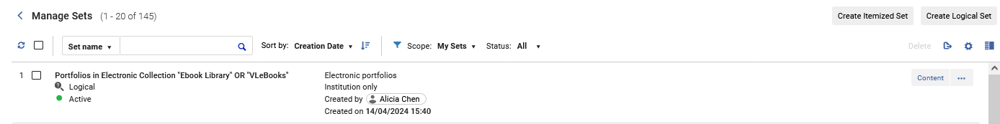 Manage Sets (1 - 20 of 145) Create Itemized Set Create Logical Set
Set name Sort by: Creation Date Scope: My Sets Status: All Delete
1 Portfolios in Electronic Collection "Ebook Library" OR "VLeBooks" Electronic portfolios Content ...
Logical Institution only
Active Created by Alicia Chen
Created on 14/04/2024 15:40